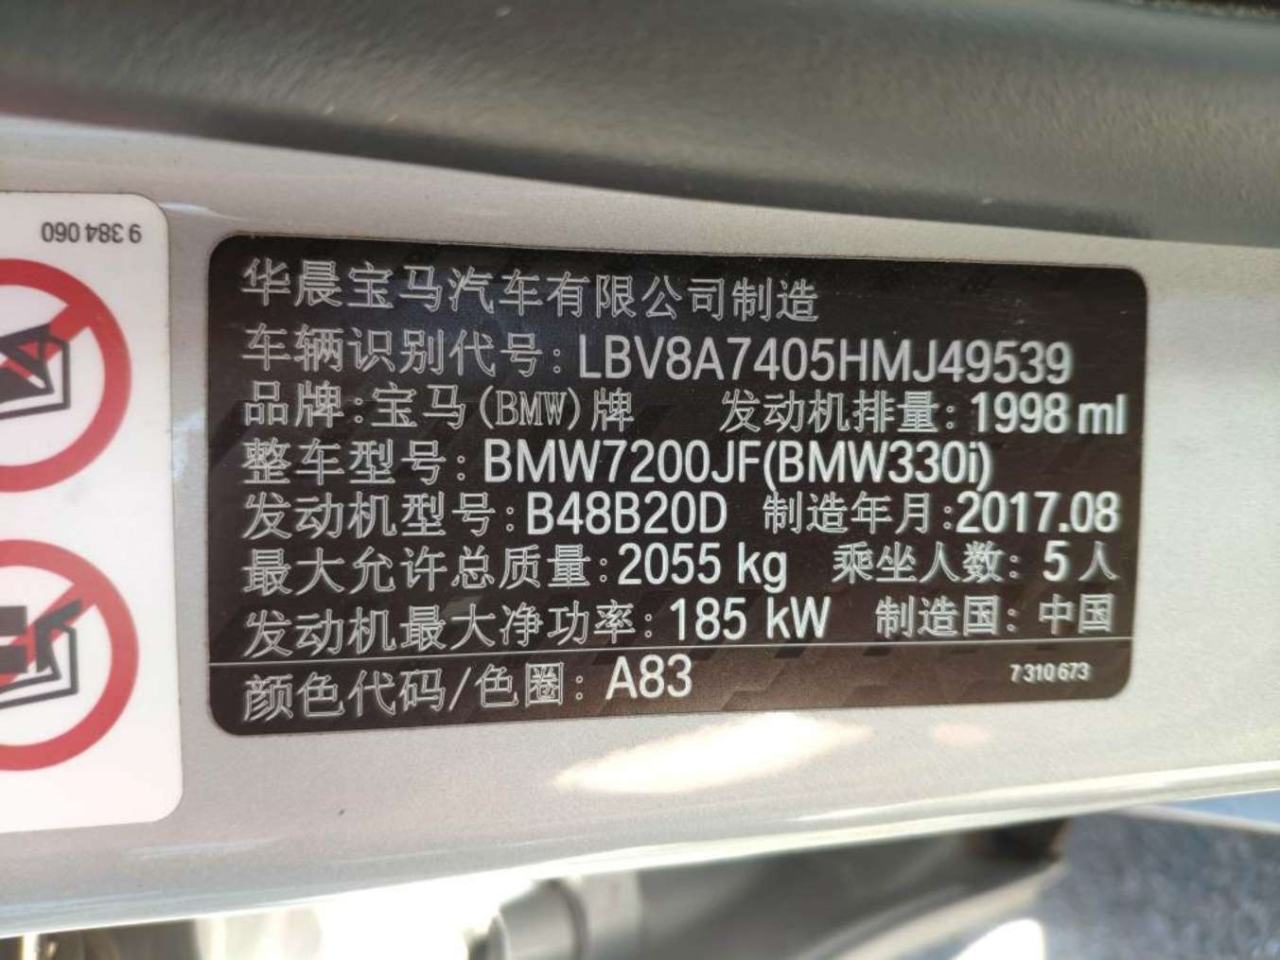 9 384 060
华晨宝马汽车有限公司制造
车辆识别代号: LBV8A7405HMJ49539
品牌:宝马(BMW)牌 发动机排量: 1998 ml
整车型号: BMW7200JF(BMW330i)
发动机型号: B48B20D 制造年月:2017.08
最大允许总质量: 2055 kg 乘坐人数: 5人
发动机最大净功率: 185 kW 制造国: 中国
颜色代码/色圈: A83 7 310 673